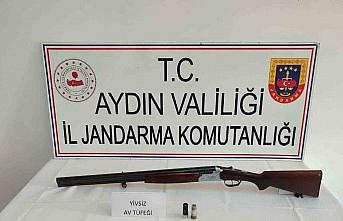 T.C.
AYDIN VALİLİĞİ
İL JANDARMA KOMUTANLIĞI
YİVSİZ
AV TÜFEĞİ